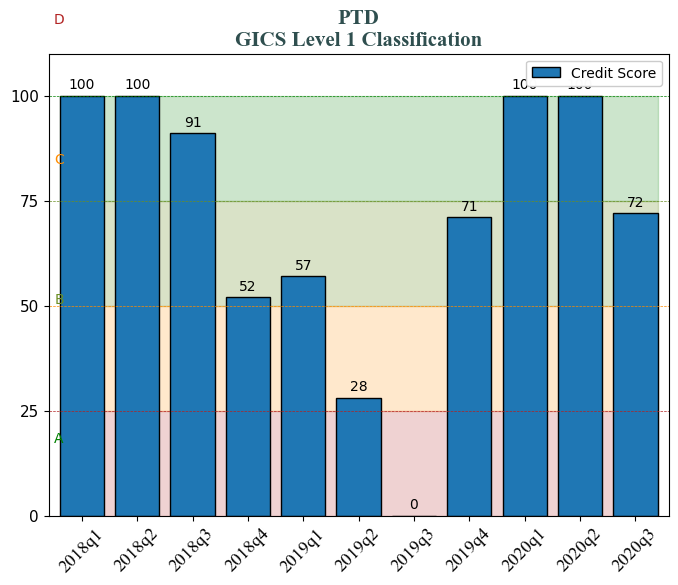 D
PTD
GICS Level 1 Classification
Credit Score
100
100
91
52
57
28
0
71
100
100
72
100
75
50
25
0
C
B
A
2018q1
2018q2
2018q3
2018q4
2019q1
2019q2
2019q3
2019q4
2020q1
2020q2
2020q3